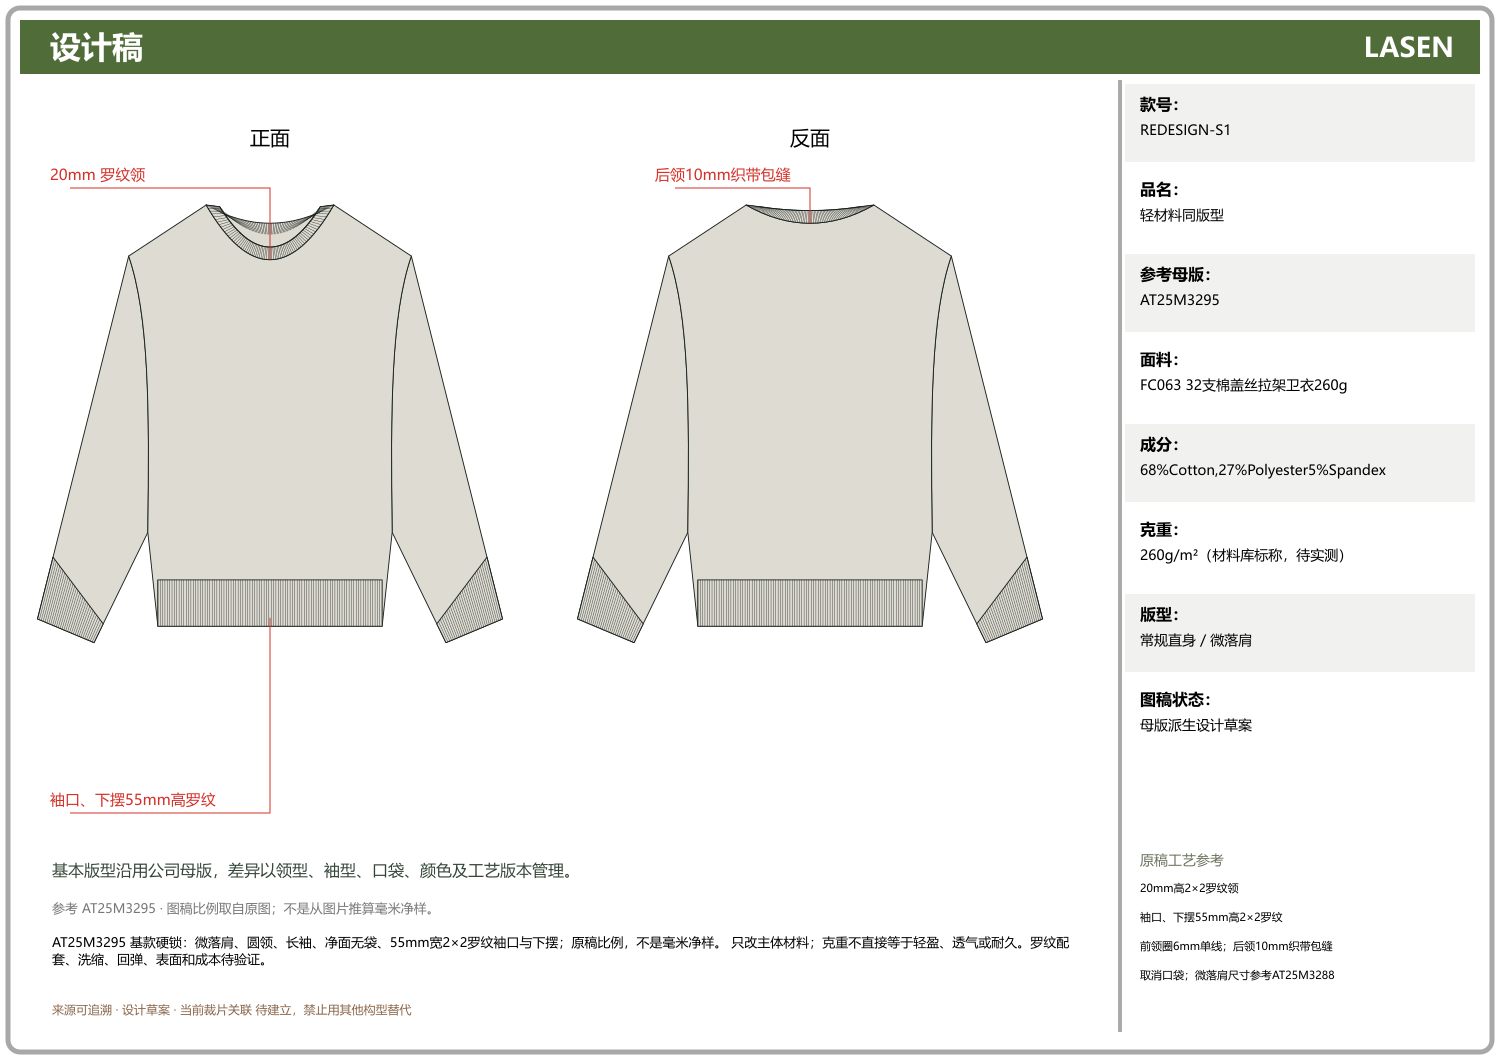 设计稿
LASEN
正面
反面
20mm 罗纹领
后领10mm织带包缝
袖口、下摆55mm高罗纹
基本版型沿用公司母版，差异以领型、袖型、口袋、颜色及工艺版本管理。
参考 AT25M3295 · 图稿比例取自原图；不是从图片推算毫米净样。
AT25M3295 基款硬锁：微落肩、圆领、长袖、净面无袋、55mm宽2×2罗纹袖口与下摆；原稿比例，不是毫米净样。 只改主体材料；克重不直接等于轻盈、透气或耐久。罗纹配
套、洗缩、回弹、表面和成本待验证。
来源可追溯 · 设计草案 · 当前裁片关联 待建立，禁止用其他构型替代
款号：
REDESIGN-S1
品名：
轻材料同版型
参考母版：
AT25M3295
面料：
FC063 32支棉盖丝拉架卫衣260g
成分：
68%Cotton,27%Polyester5%Spandex
克重：
260g/m²（材料库标称，待实测）
版型：
常规直身 / 微落肩
图稿状态：
母版派生设计草案
原稿工艺参考
20mm高2×2罗纹领
袖口、下摆55mm高2×2罗纹
前领圈6mm单线；后领10mm织带包缝
取消口袋；微落肩尺寸参考AT25M3288